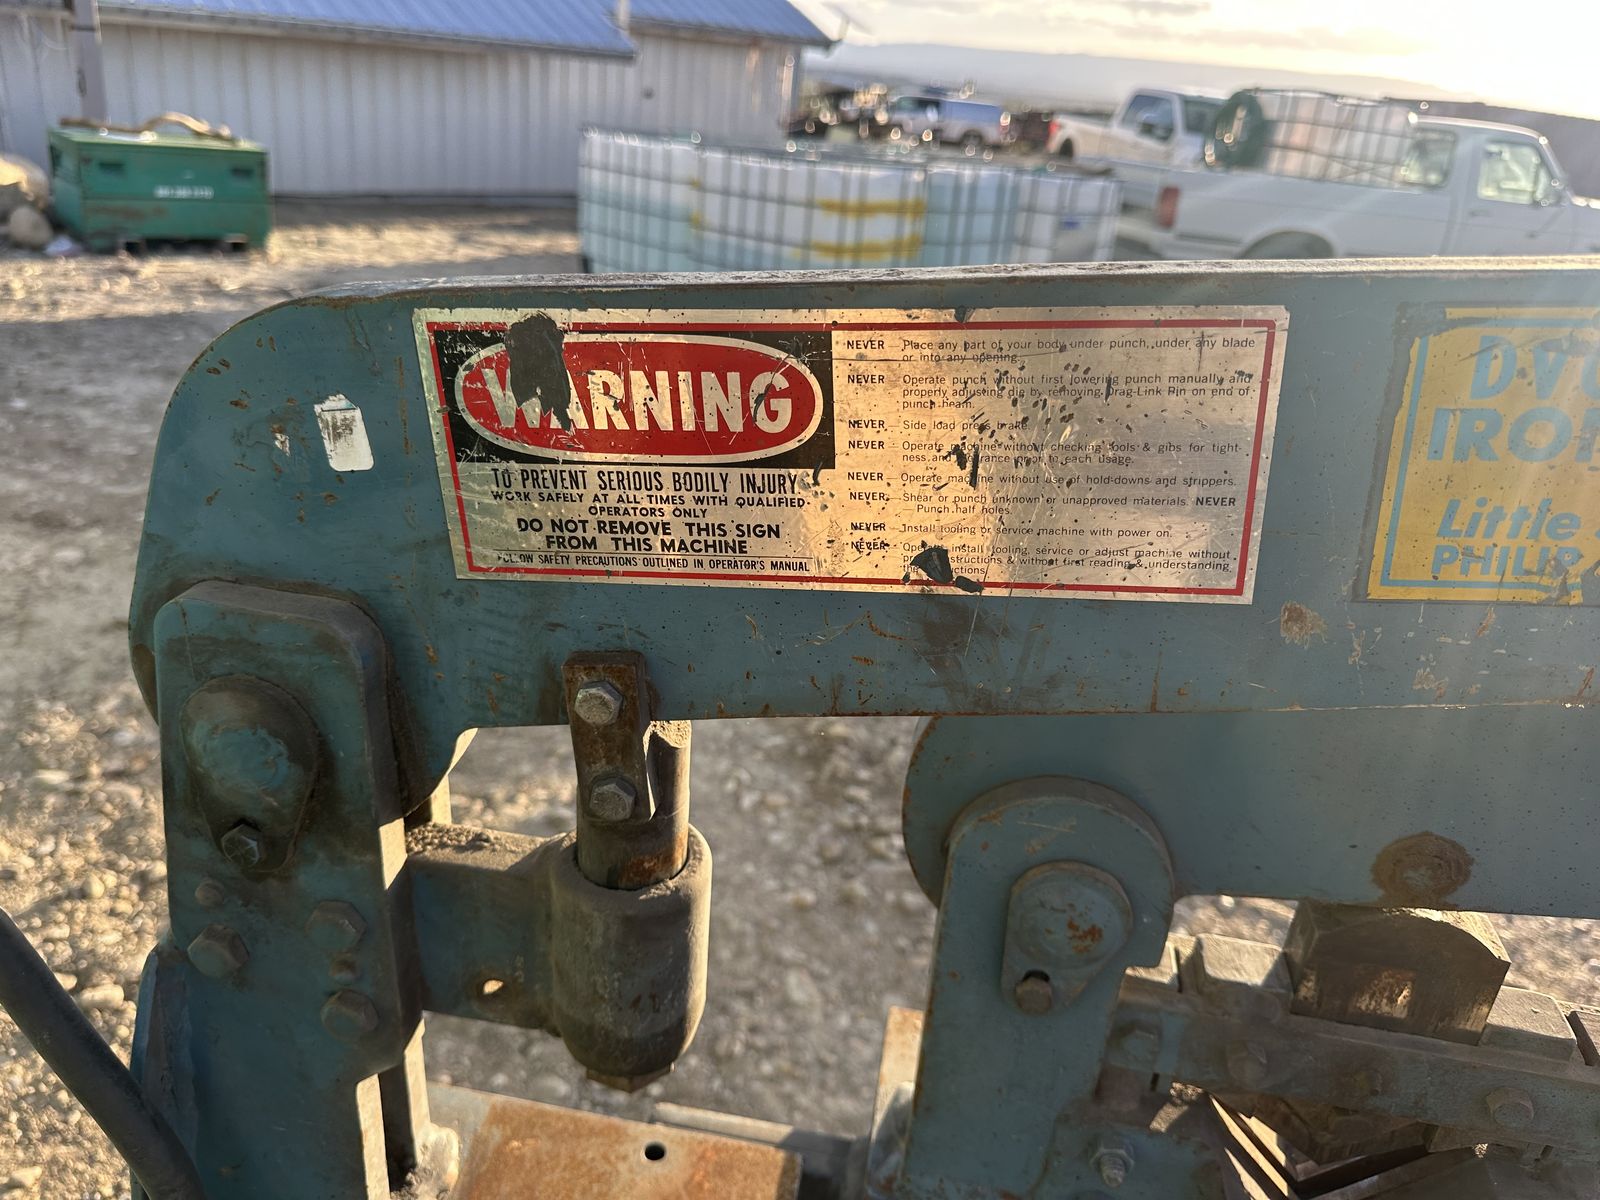 WARNING
TO PREVENT SERIOUS BODILY INJURY
WORK SAFELY AT ALL TIMES WITH QUALIFIED
OPERATORS ONLY
DO NOT REMOVE THIS SIGN
FROM THIS MACHINE
SAFETY PRECAUTIONS OUTLINED IN OPERATOR'S MANUAL
NEVER — Place any part of your body under punch, under any blade
or into any opening.
NEVER — Operate punch without first lowering punch manually and
properly adjusting die by removing Drag-Link Pin on end of
punch beam.
NEVER — Side load press brake
NEVER — Operate machine without checking tools & gibs for tight-
ness and prior to each usage.
NEVER — Operate machine without use of hold-downs and strippers.
NEVER — Shear or punch unknown or unapproved materials. NEVER
Punch half holes.
NEVER — Install tooling or service machine with power on.
NEVER — Operate, install tooling, service or adjust machine without
& without first reading & understanding,
Little